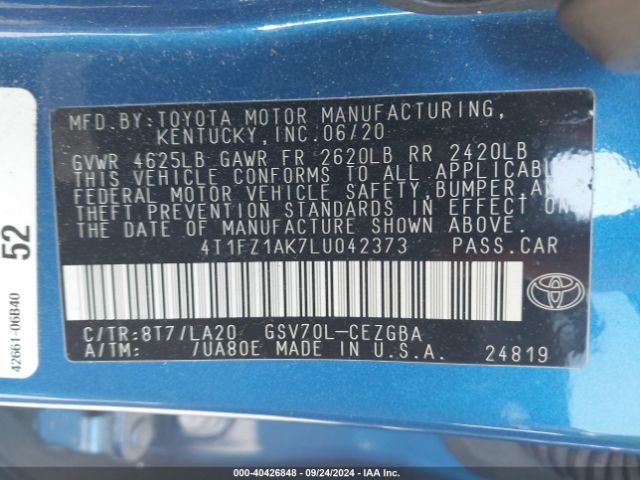 MFD.BY:TOYOTA MOTOR MANUFACTURING,
KENTUCKY,INC.06/20
GVWR 4625LB GAWR FR 2620LB RR 2420LB
THIS VEHICLE CONFORMS TO ALL APPLICABLE
FEDERAL MOTOR VEHICLE SAFETY,BUMPER AN
THEFT PREVENTION STANDARDS IN EFFECT ON
THE DATE OF MANUFACTURE SHOWN ABOVE.
4T1FZ1AK7LU042373 PASS.CAR
C/TR:8T7/LA20 GSV70L-CEZGBA
A/TM: /UA80E MADE IN U.S.A. 24819
52
42661-06B40
000-40426848 - 09/24/2024 - IAA Inc.